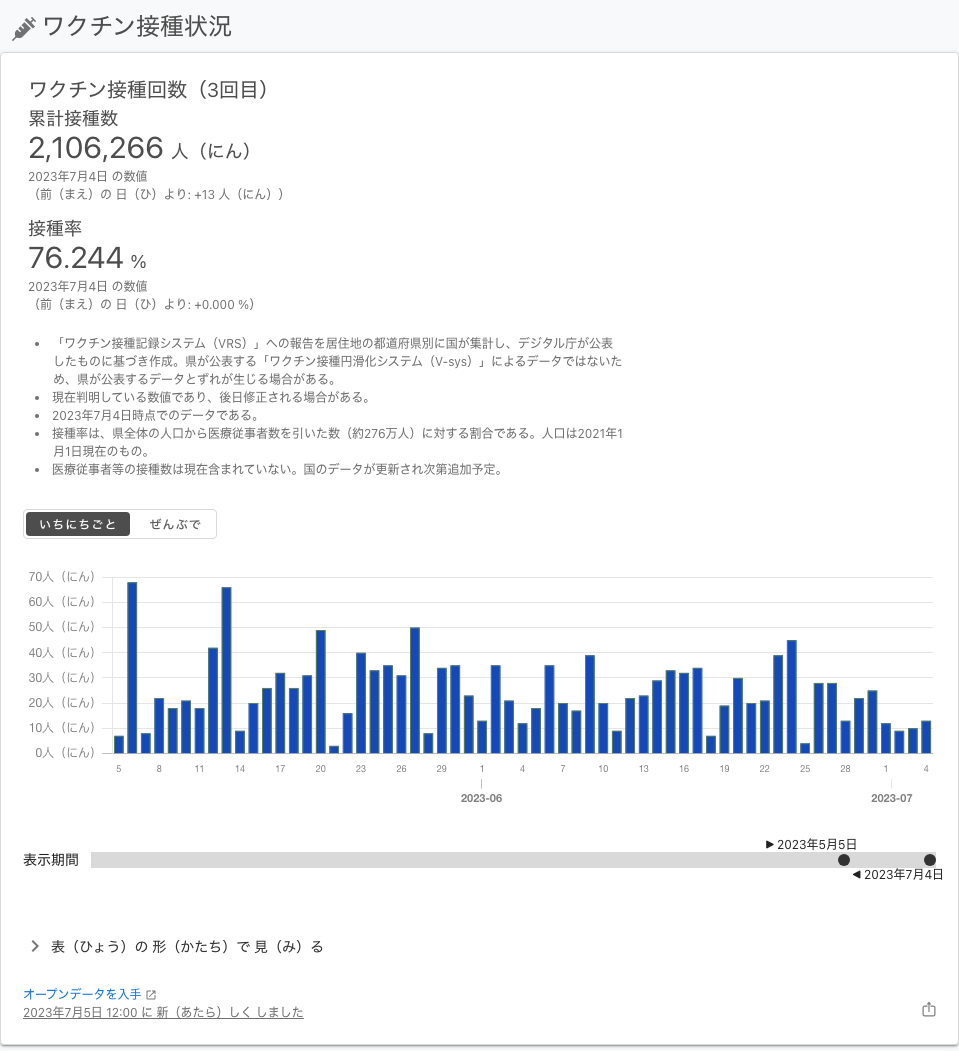 ワクチン接種状況
ワクチン接種回数（3回目）
累計接種数
2,106,266 人（にん）
2023年7月4日 の数値
（前（まえ）の 日（ひ）より: +13 人（にん））
接種率
76.244 %
2023年7月4日 の数値
（前（まえ）の 日（ひ）より: +0.000 %）
• 「ワクチン接種記録システム（VRS）」への報告を居住地の都道府県別に国が集計し、デジタル庁が公表
したものに基づき作成。県が公表する「ワクチン接種円滑化システム（V-sys）」によるデータではないた
め、県が公表するデータとずれが生じる場合がある。
• 現在判明している数値であり、後日修正される場合がある。
• 2023年7月4日時点でのデータである。
• 接種率は、県全体の人口から医療従事者数を引いた数（約276万人）に対する割合である。人口は2021年1
月1日現在のもの。
• 医療従事者等の接種数は現在含まれていない。国のデータが更新され次第追加予定。
いちにちごと ぜんぶで
70人（にん）
60人（にん）
50人（にん）
40人（にん）
30人（にん）
20人（にん）
10人（にん）
0人（にん）
5 8 11 14 17 20 23 26 29 1 4 7 10 13 16 19 22 25 28 1 4
2023-06 2023-07
▶ 2023年5月5日
表示期間
◀ 2023年7月4日
表（ひょう）の 形（かたち）で 見（み）る
オープンデータを入手
2023年7月5日 12:00 に 新（あたら）しく しました